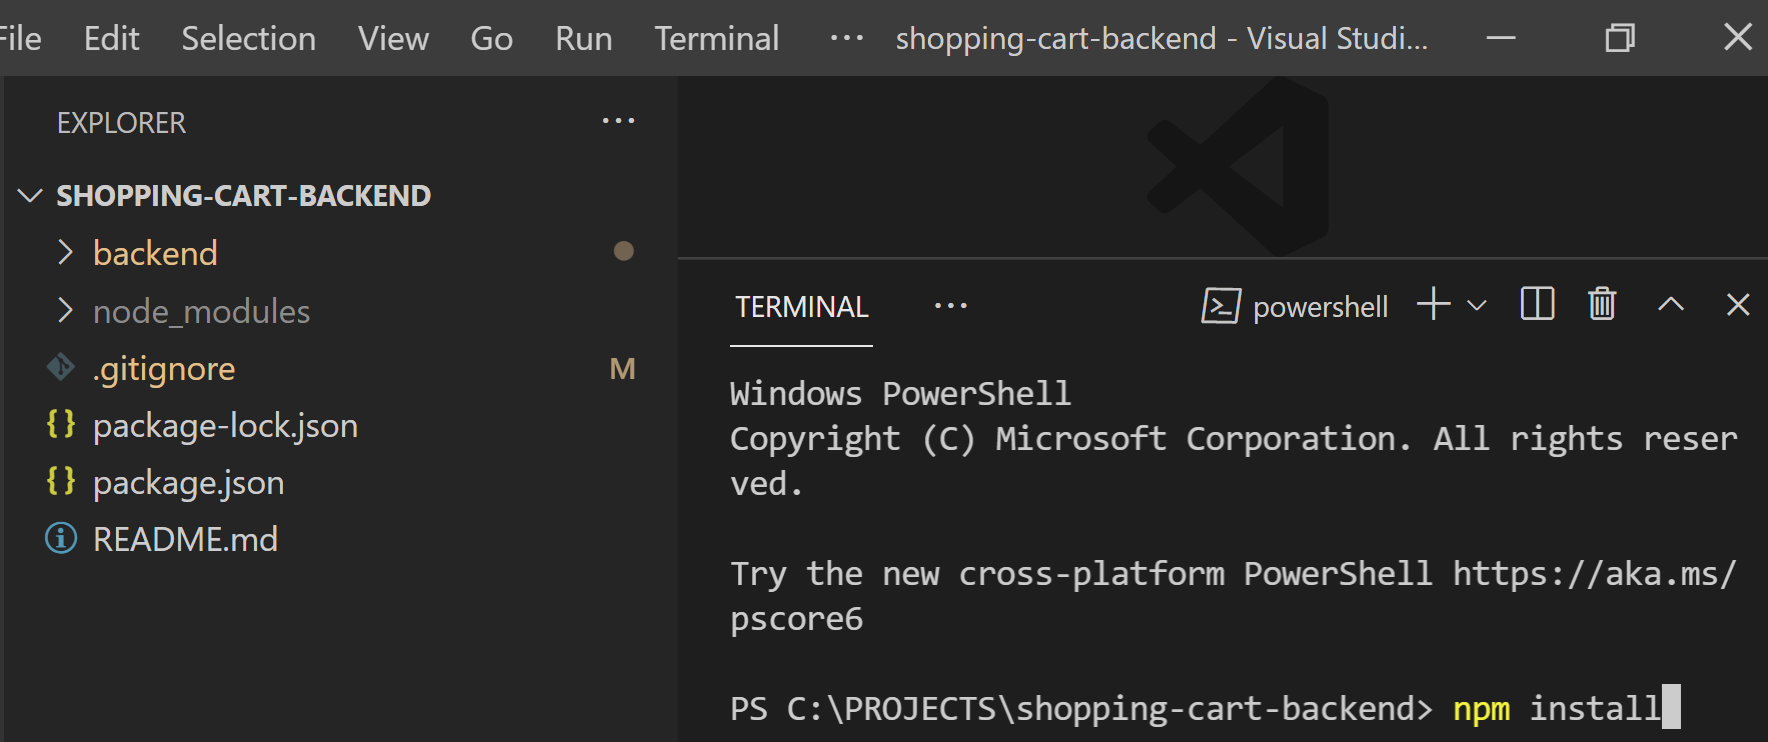 File Edit Selection View Go Run Terminal ··· shopping-cart-backend - Visual Studi...
EXPLORER ···
SHOPPING-CART-BACKEND
backend
node_modules
.gitignore M
package-lock.json
package.json
README.md
TERMINAL ··· powershell
Windows PowerShell
Copyright (C) Microsoft Corporation. All rights reser
ved.
Try the new cross-platform PowerShell https://aka.ms/
pscore6
PS C:\PROJECTS\shopping-cart-backend> npm install